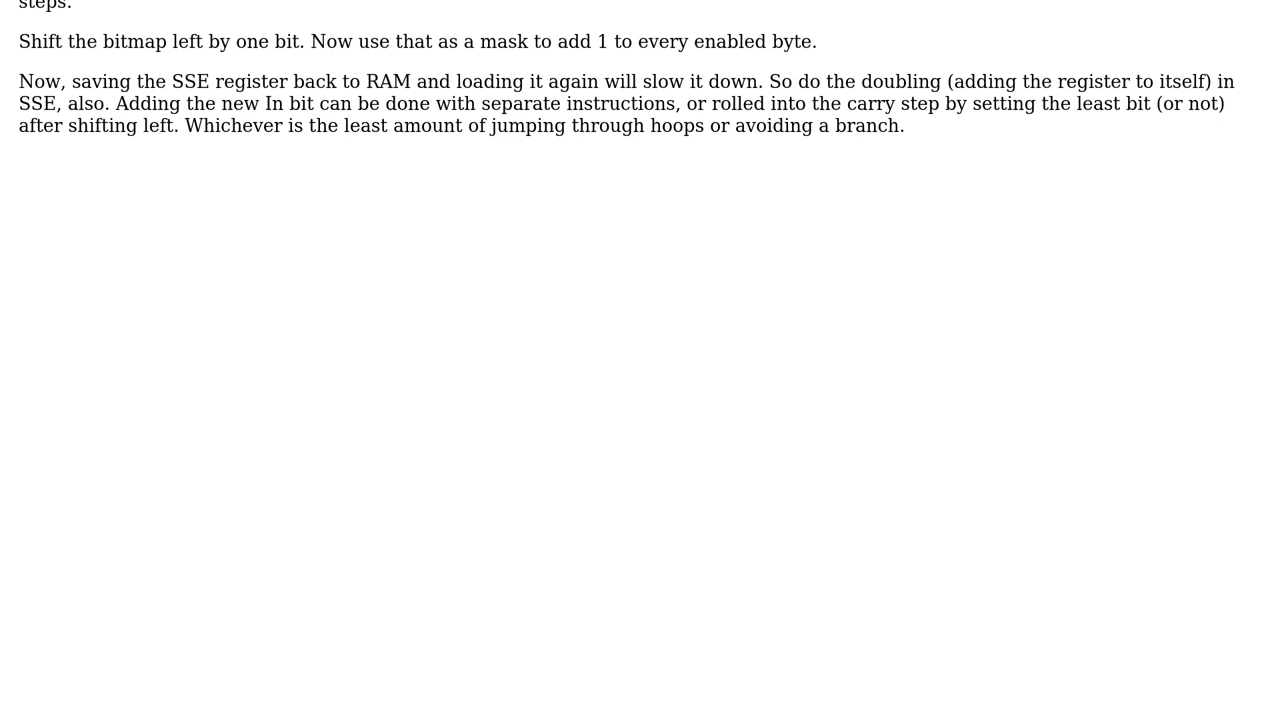 steps.
Shift the bitmap left by one bit. Now use that as a mask to add 1 to every enabled byte.
Now, saving the SSE register back to RAM and loading it again will slow it down. So do the doubling (adding the register to itself) in
SSE, also. Adding the new In bit can be done with separate instructions, or rolled into the carry step by setting the least bit (or not)
after shifting left. Whichever is the least amount of jumping through hoops or avoiding a branch.